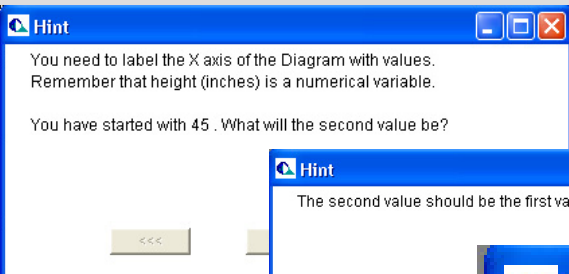 Hint
You need to label the X axis of the Diagram with values.
Remember that height (inches) is a numerical variable.
You have started with 45 . What will the second value be?
Hint
The second value should be the first
<<<